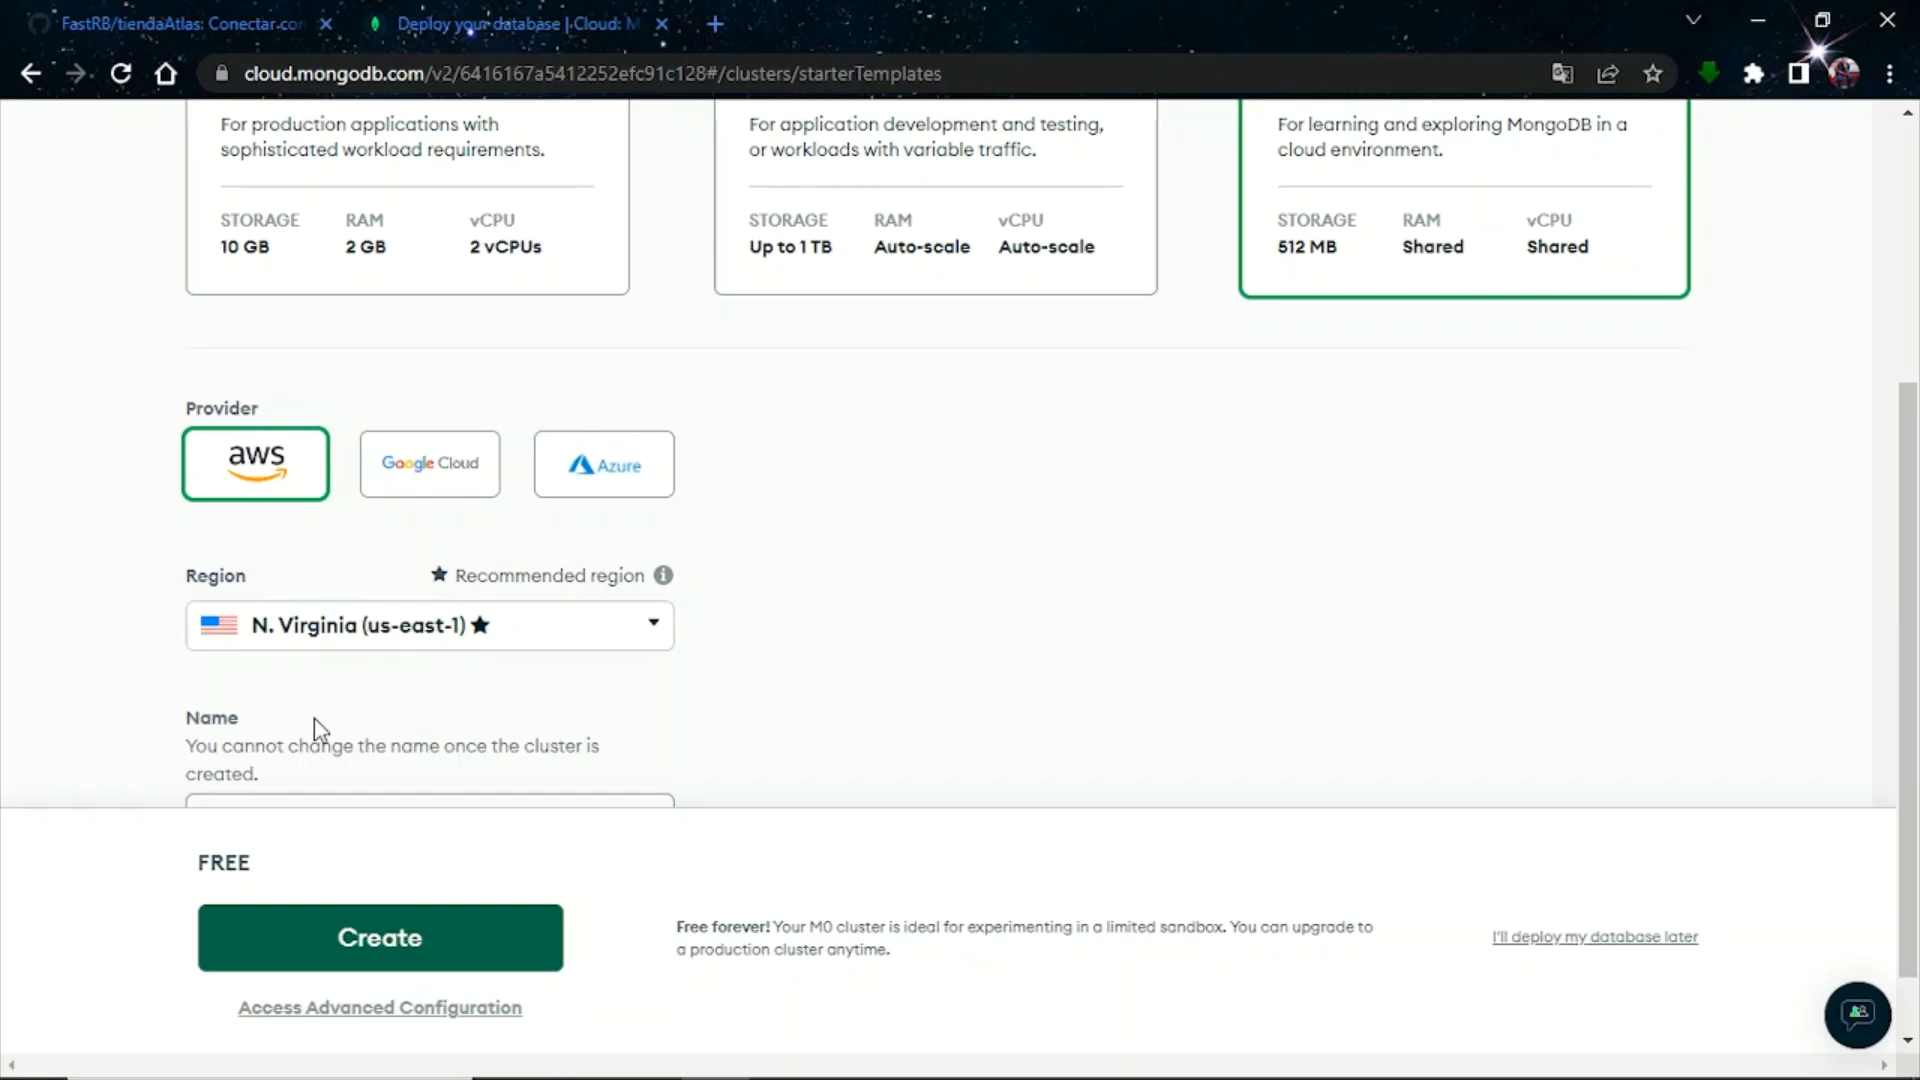 FastRB/tiendaAtlas: Conectar.con
Deploy your database | Cloud: M
cloud.mongodb.com/v2/6416167a5412252efc91c128#/clusters/starterTemplates
For production applications with
sophisticated workload requirements.
STORAGE RAM vCPU
10 GB 2 GB 2 vCPUs
For application development and testing,
or workloads with variable traffic.
STORAGE RAM vCPU
Up to 1 TB Auto-scale Auto-scale
For learning and exploring MongoDB in a
cloud environment.
STORAGE RAM vCPU
512 MB Shared Shared
Provider
aws
Google Cloud
Azure
Region
★ Recommended region
N. Virginia (us-east-1) ★
Name
You cannot change the name once the cluster is
created.
FREE
Create
Access Advanced Configuration
Free forever! Your M0 cluster is ideal for experimenting in a limited sandbox. You can upgrade to
a production cluster anytime.
I'll deploy my database later